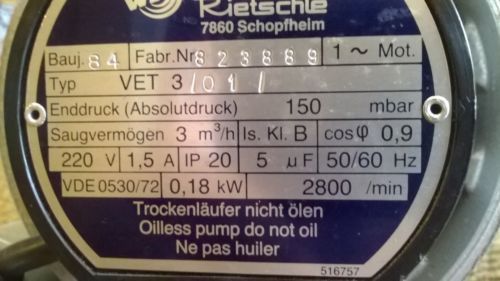 Rietschle
7860 Schopfheim
Bauj. 84 Fabr.Nr 823889 1 ~ Mot.
Typ VET 3/01/
Enddruck (Absolutdruck) 150 mbar
Saugvermögen 3 m³/h Is. Kl. B cosφ 0,9
220 V 1,5 A IP 20 5 µF 50/60 Hz
VDE 0530/72 0,18 kW 2800 /min
Trockenläufer nicht ölen
Oilless pump do not oil
Ne pas huiler
516757